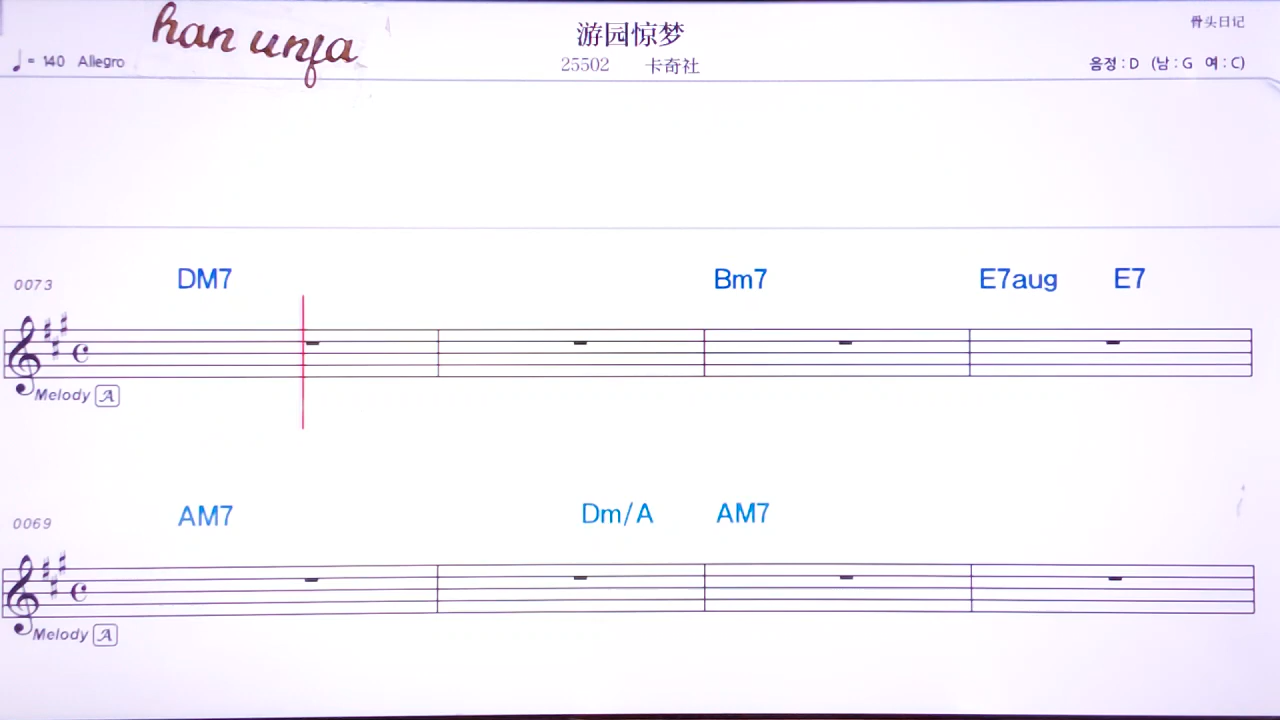 han unfa
游园惊梦
骨头日记
♩= 140 Allegro
25502 卡奇社
음정 : D (남 : G 여 : C)
0073 DM7 Bm7 E7aug E7
Melody A
0069 AM7 Dm/A AM7
Melody A